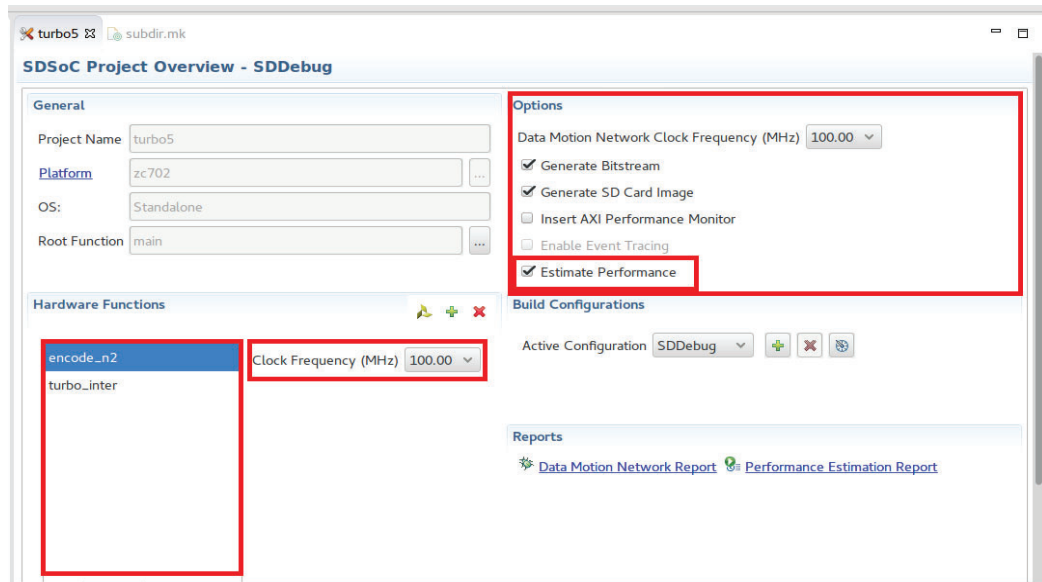 turbo5 subdir.mk
SDSoC Project Overview - SDDebug
General
Project Name turbo5
Platform zc702 ...
OS: Standalone
Root Function main ...
Options
Data Motion Network Clock Frequency (MHz) 100.00
Generate Bitstream
Generate SD Card Image
Insert AXI Performance Monitor
Enable Event Tracing
Estimate Performance
Hardware Functions
encode_n2
turbo_inter
Clock Frequency (MHz) 100.00
Build Configurations
Active Configuration SDDebug
Reports
Data Motion Network Report Performance Estimation Report